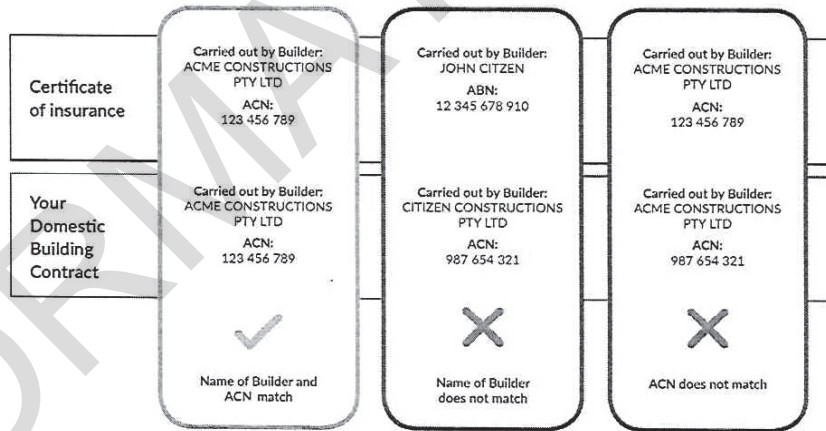 Certificate
of insurance
Carried out by Builder:
ACME CONSTRUCTIONS
PTY LTD
ACN:
123 456 789
Carried out by Builder:
JOHN CITZEN
ABN:
12 345 678 910
Carried out by Builder:
ACME CONSTRUCTIONS
PTY LTD
ACN:
123 456 789
Your
Domestic
Building
Contract
Carried out by Builder:
ACME CONSTRUCTIONS
PTY LTD
ACN:
123 456 789
Carried out by Builder:
CITIZEN CONSTRUCTIONS
PTY LTD
ACN:
987 654 321
Carried out by Builder:
ACME CONSTRUCTIONS
PTY LTD
ACN:
987 654 321
Name of Builder and
ACN match
Name of Builder
does not match
ACN does not match